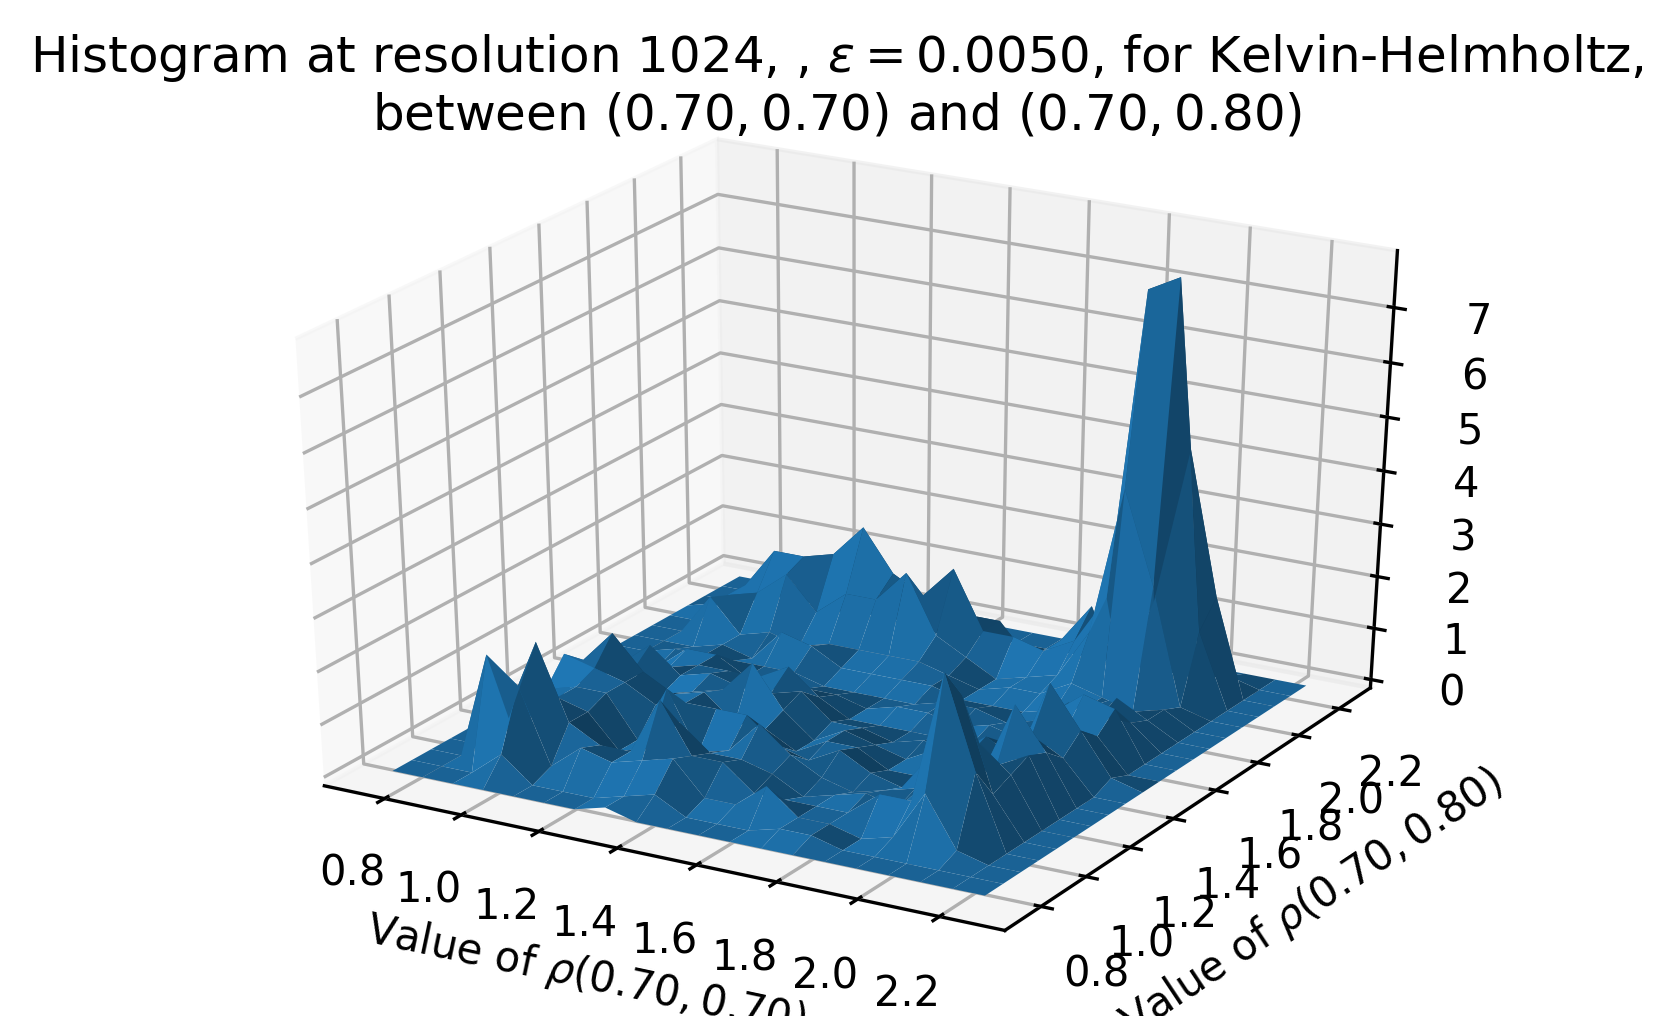 Histogram at resolution 1024, , ε = 0.0050, for Kelvin-Helmholtz,
between (0.70, 0.70) and (0.70, 0.80)
7
6
5
4
3
2
1
0
0.8 1.0 1.2 1.4 1.6 1.8 2.0 2.2
Value of ρ(0.70, 0.70)
0.8 1.0 1.2 1.4 1.6 1.8 2.0 2.2
Value of ρ(0.70, 0.80)